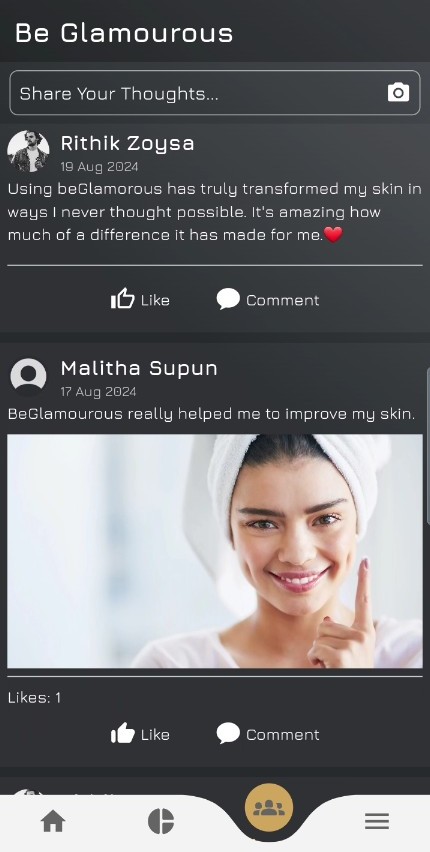 Be Glamourous
Share Your Thoughts...
Rithik Zoysa
19 Aug 2024
Using beGlamorous has truly transformed my skin in
ways I never thought possible. It's amazing how
much of a difference it has made for me.❤️
Like Comment
Malitha Supun
17 Aug 2024
BeGlamourous really helped me to improve my skin.
Likes: 1
Like Comment